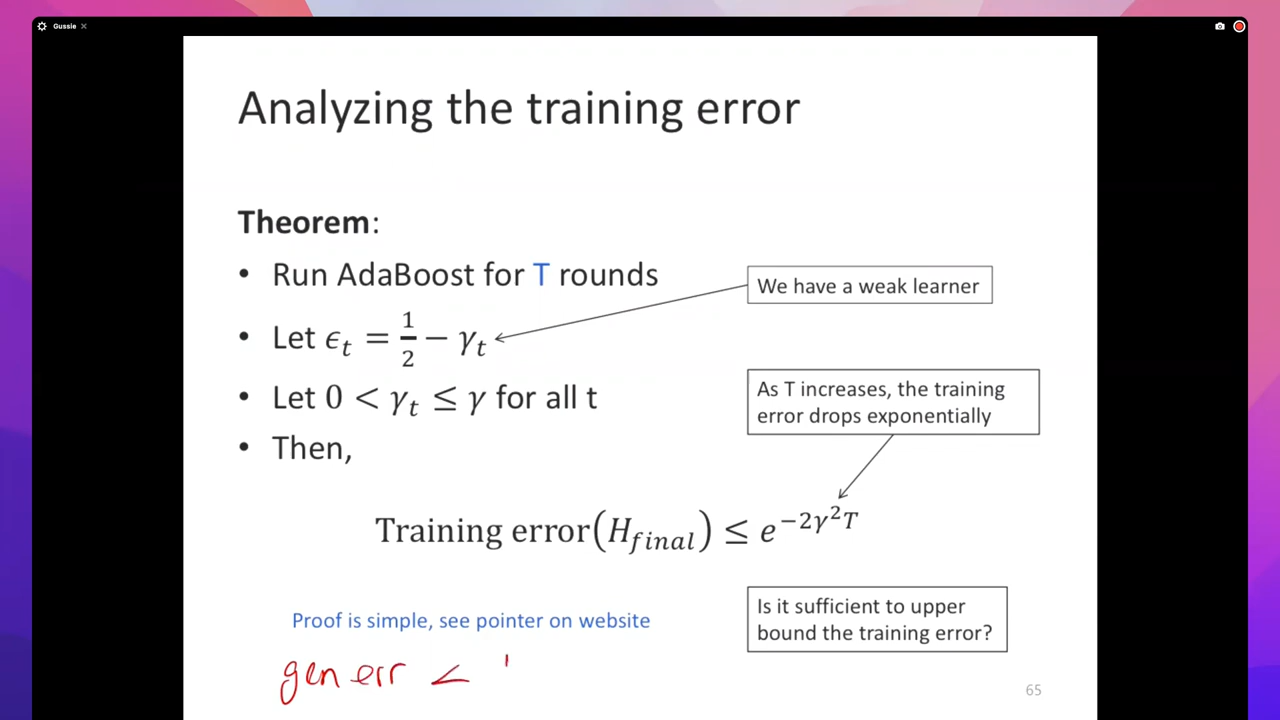 Gussie
Analyzing the training error
Theorem:
• Run AdaBoost for T rounds
We have a weak learner
• Let ϵₜ = 1/2 − γₜ
• Let 0 < γₜ ≤ γ for all t
As T increases, the training
error drops exponentially
• Then,
Training error(H_final) ≤ e^{−2γ²T}
Is it sufficient to upper
bound the training error?
Proof is simple, see pointer on website
gen err <
65